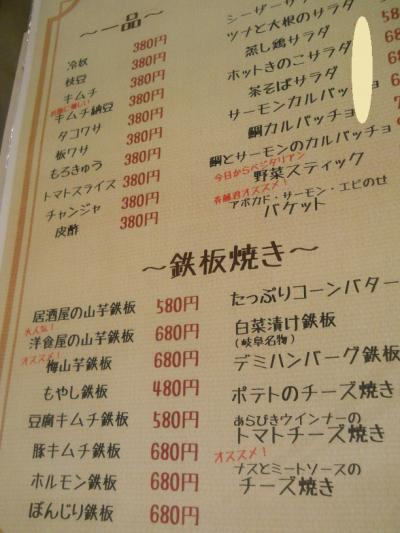 ～一品～
冷奴 380円
枝豆 380円
キムチ 380円
お腹に優しい
キムチ納豆 380円
タコワサ 380円
板ワサ 380円
もろきゅう 380円
トマトスライス 380円
チャンジャ 380円
皮酢 380円
シーザーサラダ
ツナと大根のサラダ
蒸し鶏サラダ
ホットきのこサラダ
茶そばサラダ
サーモンカルパッチョ
鯛カルパッチョ
鯛とサーモンのカルパッチョ
今日からベジタリアン
野菜スティック
オススメ！
アボカド・サーモン・エビのせ
バケット
～鉄板焼き～
居酒屋の山芋鉄板 580円
大人気！
洋食屋の山芋鉄板 680円
オススメ！
梅山芋鉄板 680円
もやし鉄板 480円
豆腐キムチ鉄板 580円
豚キムチ鉄板 680円
ホルモン鉄板 680円
ぼんじり鉄板 680円
たっぷりコーンバター
白菜漬け鉄板
(岐阜名物)
デミハンバーグ鉄板
ポテトのチーズ焼き
あらびきウインナーの
トマトチーズ焼き
オススメ！
ナスとミートソースの
チーズ焼き